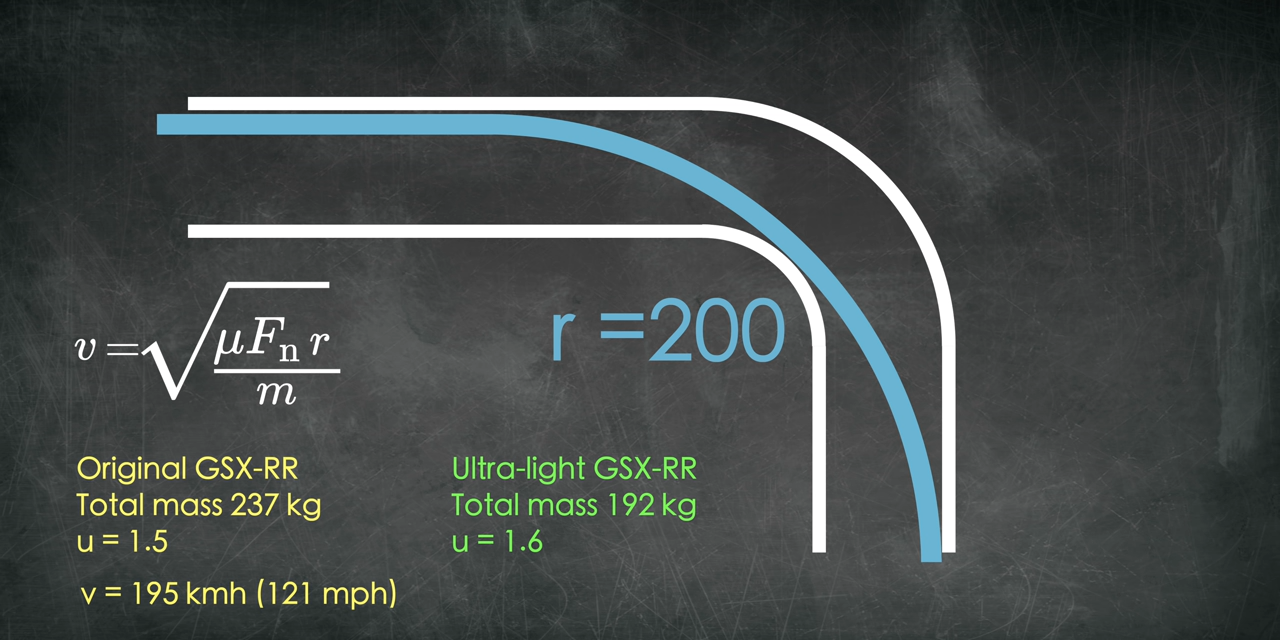 r =200
v = √(μFₙ r / m)
Original GSX-RR
Total mass 237 kg
u = 1.5
v = 195 kmh (121 mph)
Ultra-light GSX-RR
Total mass 192 kg
u = 1.6